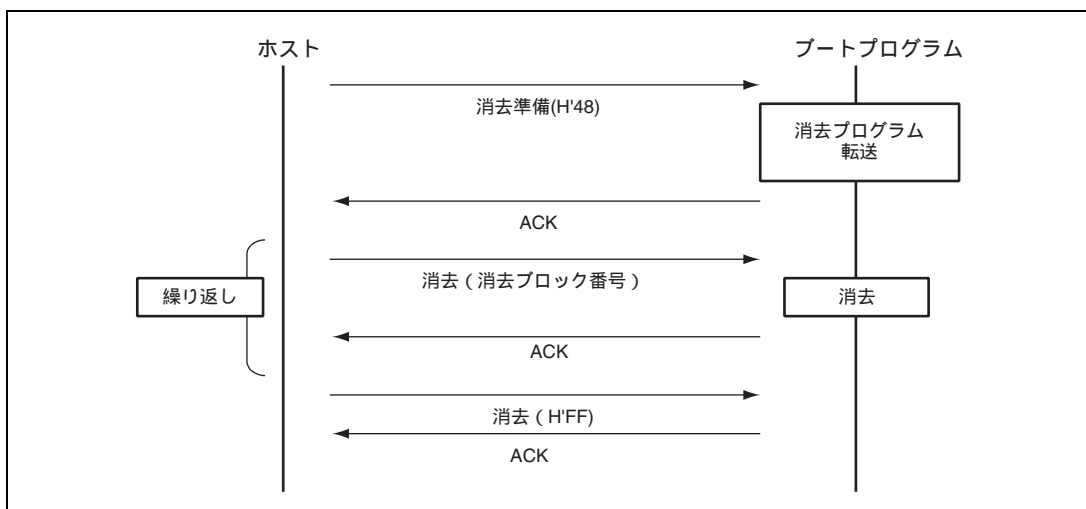 ホスト
ブートプログラム
消去準備(H'48)
消去プログラム
転送
ACK
消去(消去ブロック番号)
繰り返し
消去
ACK
消去(H'FF)
ACK